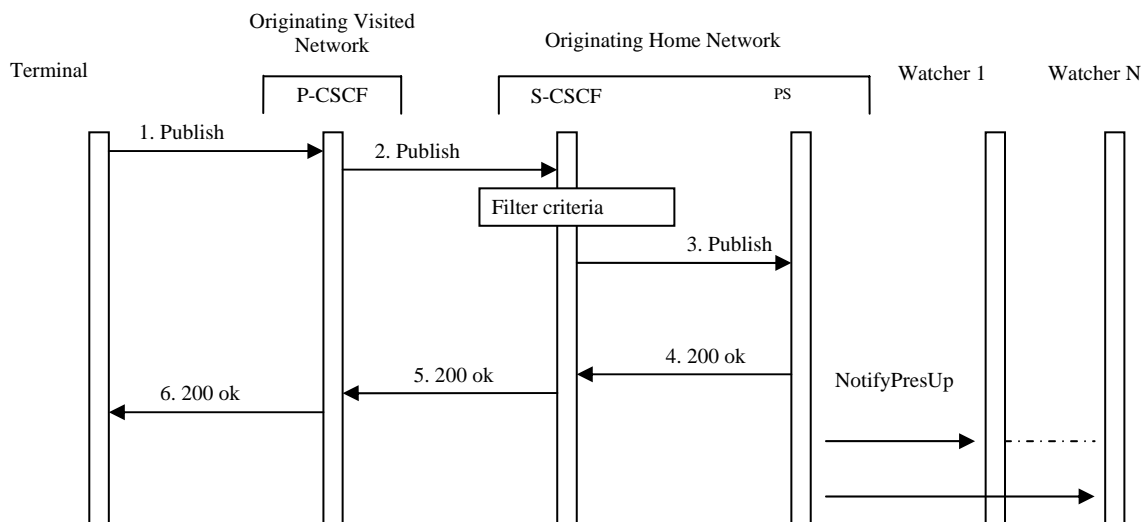 Originating Visited
Network
Originating Home Network
Terminal
Watcher 1
Watcher N
P-CSCF
S-CSCF
PS
1. Publish
2. Publish
Filter criteria
3. Publish
4. 200 ok
5. 200 ok
6. 200 ok
NotifyPresUp